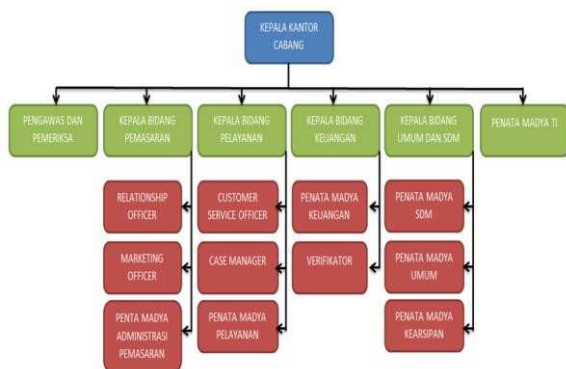 KEPALA KANTOR
CABANG
PENGAWAS DAN
PEMERIKSA
KEPALA BIDANG
PEMASARAN
KEPALA BIDANG
PELAYANAN
KEPALA BIDANG
KEUANGAN
KEPALA BIDANG
UMUM DAN SDM
PENATA MADYA TI
RELATIONSHIP
OFFICER
CUSTOMER
SERVICE OFFICER
PENATA MADYA
KEUANGAN
PENATA MADYA
SDM
MARKETING
OFFICER
CASE MANAGER
VERIFIKATOR
PENATA MADYA
UMUM
PENTA MADYA
ADMINISTRASI
PEMASARAN
PENATA MADYA
PELAYANAN
PENATA MADYA
KEARSIPAN